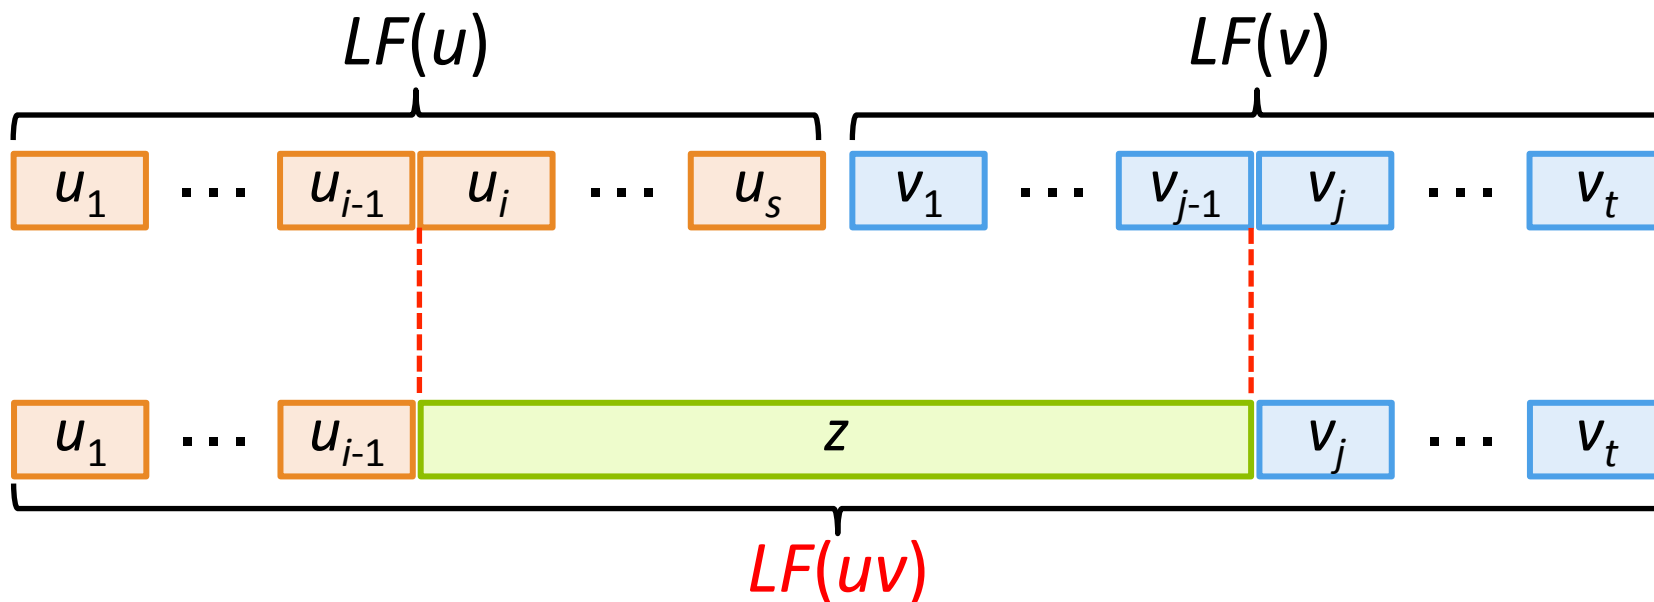 LF(u) LF(v)
u1 ... ui-1 ui ... us v1 ... vj-1 vj ... vt
u1 ... ui-1 z vj ... vt
LF(uv)